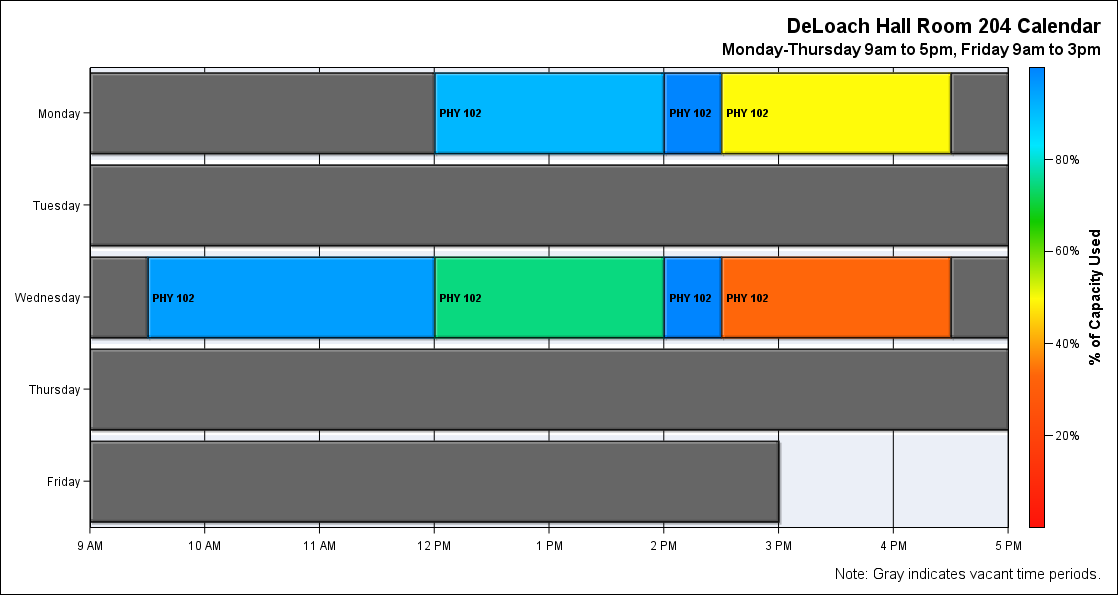 DeLoach Hall Room 204 Calendar
Monday-Thursday 9am to 5pm, Friday 9am to 3pm
Monday
PHY 102
PHY 102
PHY 102
80%
Tuesday
60%
Wednesday
PHY 102
PHY 102
PHY 102
PHY 102
% of Capacity Used
40%
Thursday
20%
Friday
9 AM
10 AM
11 AM
12 PM
1 PM
2 PM
3 PM
4 PM
5 PM
Note: Gray indicates vacant time periods.